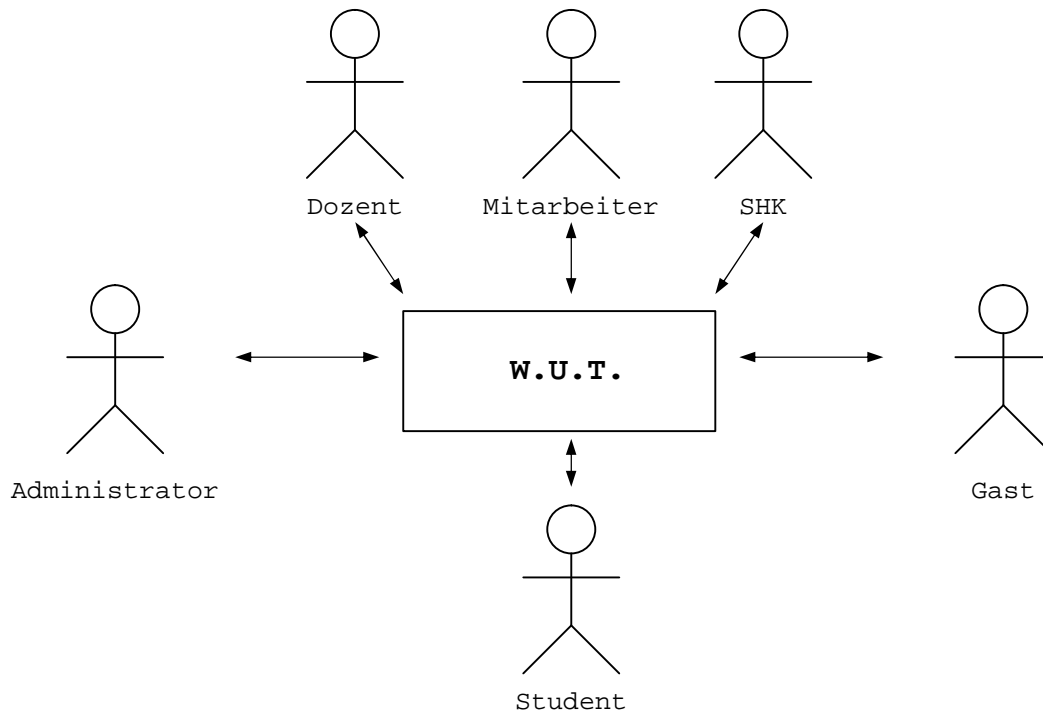 Dozent
Mitarbeiter
SHK
W.U.T.
Administrator
Gast
Student